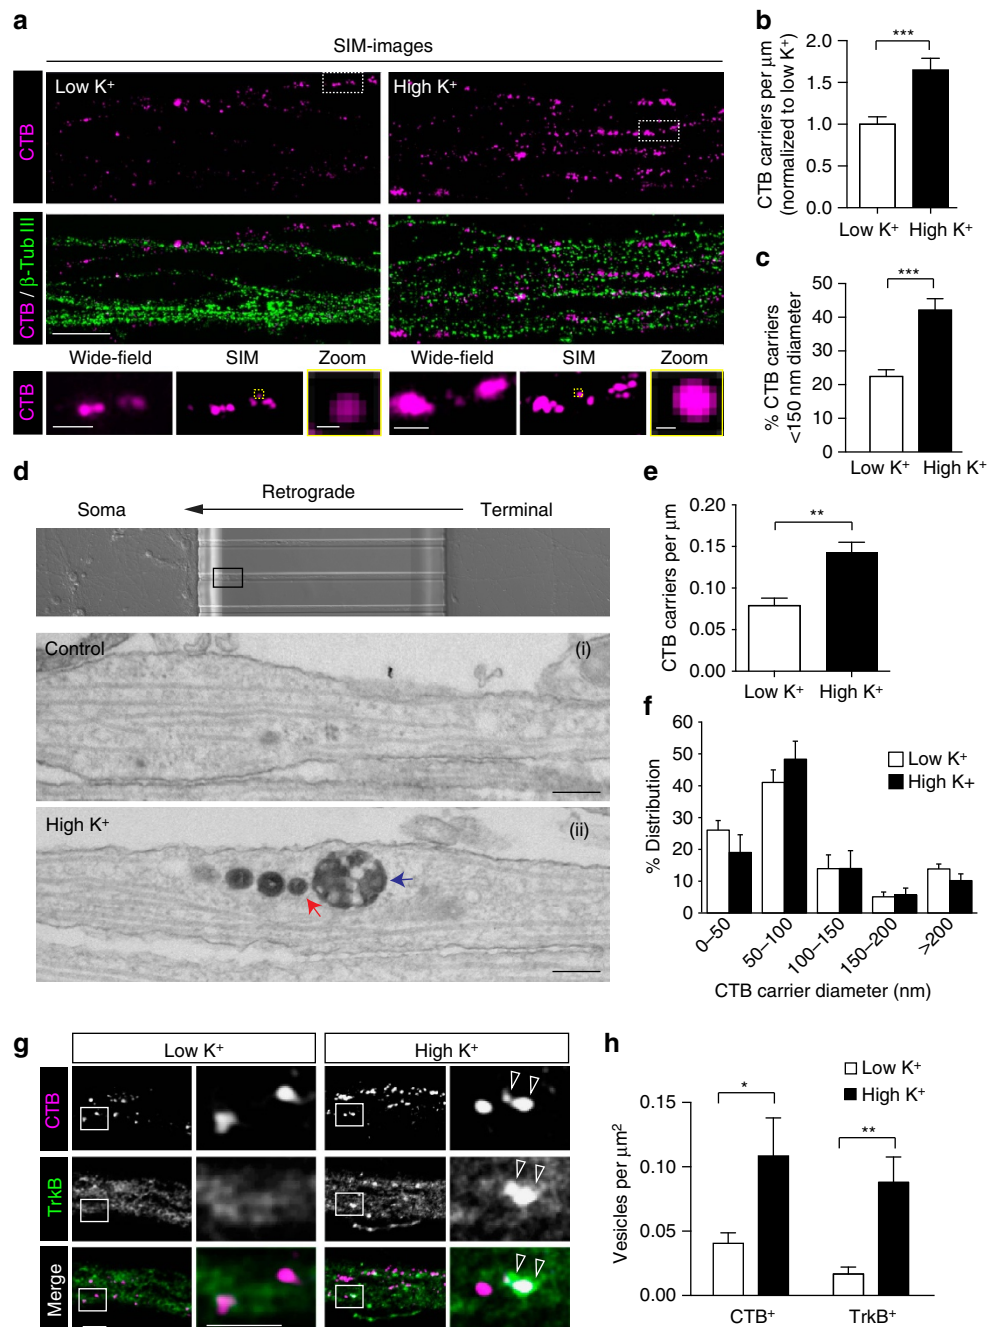 a
SIM-images
Low K⁺
High K⁺
CTB
CTB / β-Tub III
Wide-field
SIM
Zoom
Wide-field
SIM
Zoom
CTB
b
CTB carriers per μm
(normalized to low K⁺)
2.0
1.5
1.0
0.5
0.0
***
Low K⁺
High K⁺
c
% CTB carriers
<150 nm diameter
50
40
30
20
10
0
***
Low K⁺
High K⁺
d
Retrograde
Soma
Terminal
Control
(i)
High K⁺
(ii)
e
CTB carriers per μm
0.20
0.15
0.10
0.05
0.00
**
Low K⁺
High K⁺
f
% Distribution
60
50
40
30
20
10
0
Low K⁺
High K+
0–50
50–100
100–150
150–200
>200
CTB carrier diameter (nm)
g
Low K⁺
High K⁺
CTB
TrkB
Merge
h
Low K⁺
High K⁺
Vesicles per μm²
0.15
0.10
0.05
0.00
*
**
CTB⁺
TrkB⁺